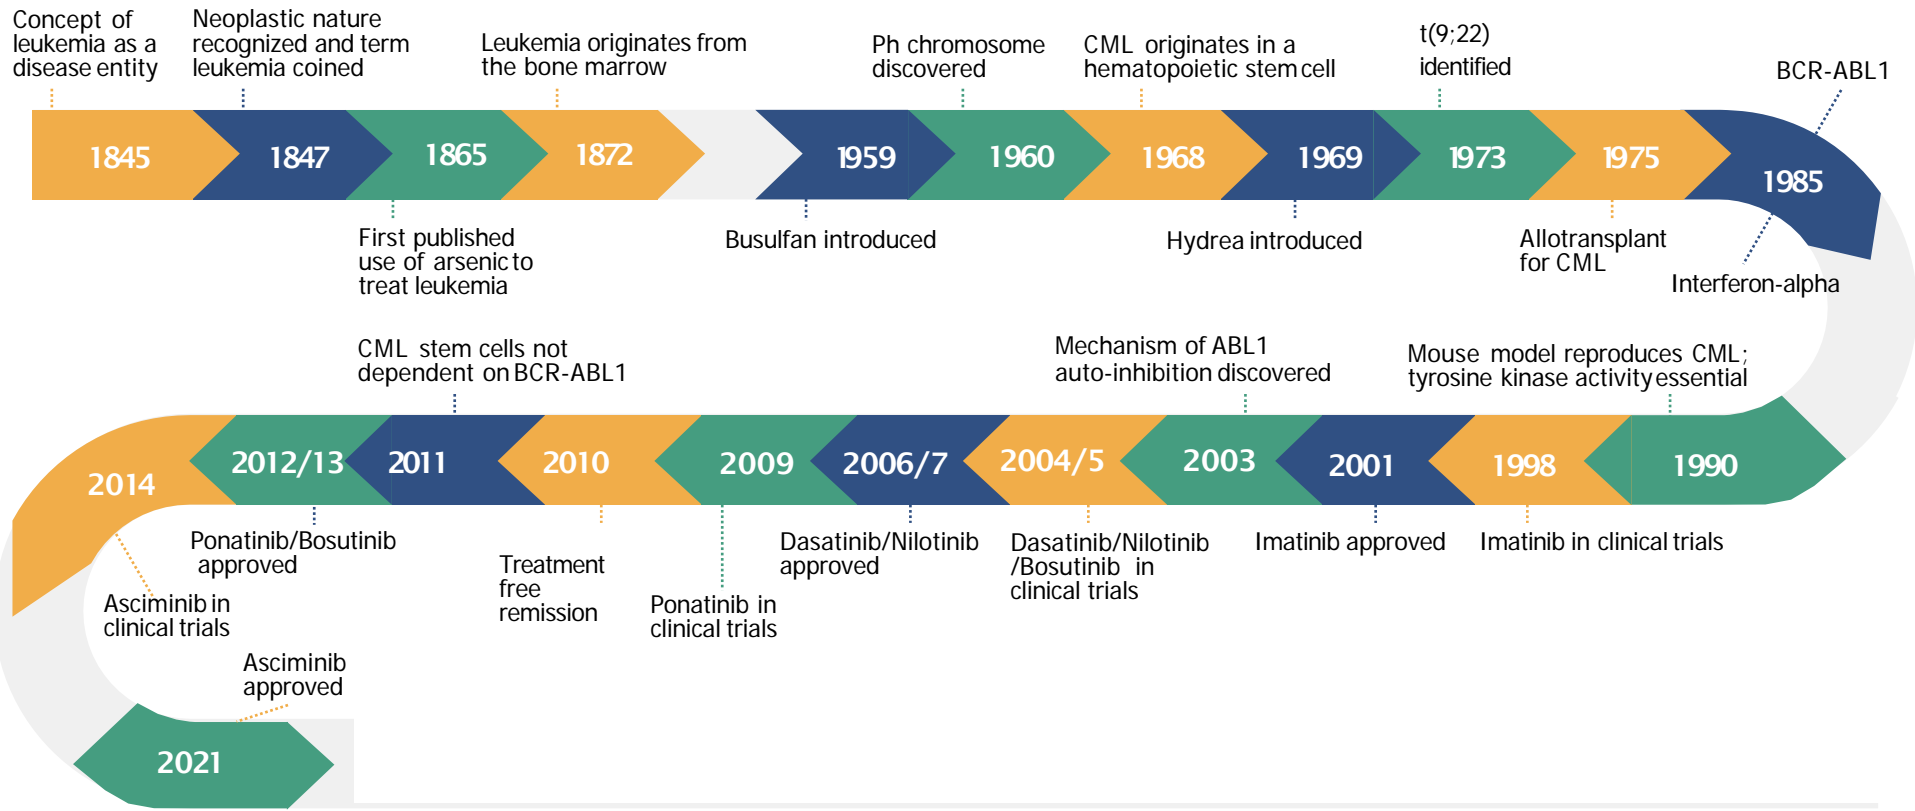 Concept of
leukemia as a
disease entity
Neoplastic nature
recognized and term
leukemia coined
Leukemia originates from
the bone marrow
Ph chromosome
discovered
CML originates in a
hematopoietic stem cell
t(9;22)
identified
BCR-ABL1
1845
1847
1865
1872
1959
1960
1968
1969
1973
1975
1985
First published
use of arsenic to
treat leukemia
Busulfan introduced
Hydrea introduced
Allotransplant
for CML
Interferon-alpha
CML stem cells not
dependent on BCR-ABL1
Mechanism of ABL1
auto-inhibition discovered
Mouse model reproduces CML;
tyrosine kinase activity essential
2014
2012/13
2011
2010
2009
2006/7
2004/5
2003
2001
1998
1990
Asciminib in
clinical trials
Ponatinib/Bosutinib
approved
Treatment
free
remission
Ponatinib in
clinical trials
Dasatinib/Nilotinib
approved
Dasatinib/Nilotinib
/Bosutinib in
clinical trials
Imatinib approved
Imatinib in clinical trials
Asciminib
approved
2021